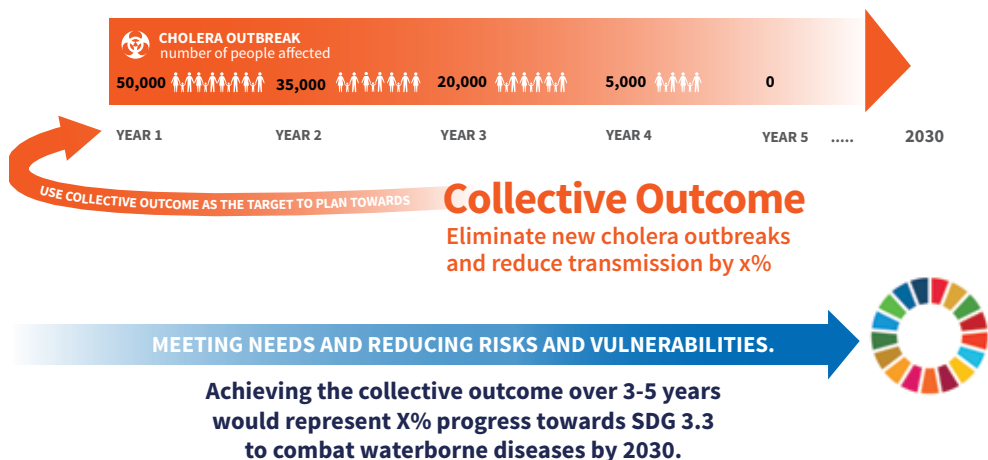 CHOLERA OUTBREAK
number of people affected
50,000 35,000 20,000 5,000 0
YEAR 1 YEAR 2 YEAR 3 YEAR 4 YEAR 5 ..... 2030
USE COLLECTIVE OUTCOME AS THE TARGET TO PLAN TOWARDS
Collective Outcome
Eliminate new cholera outbreaks
and reduce transmission by x%
MEETING NEEDS AND REDUCING RISKS AND VULNERABILITIES.
Achieving the collective outcome over 3-5 years
would represent X% progress towards SDG 3.3
to combat waterborne diseases by 2030.